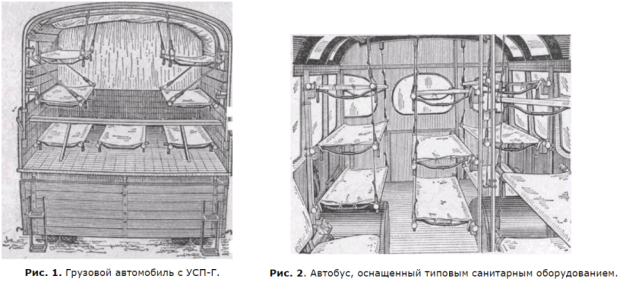 Рис. 1. Грузовой автомобиль с УСП-Г.
Рис. 2. Автобус, оснащенный типовым санитарным оборудованием.